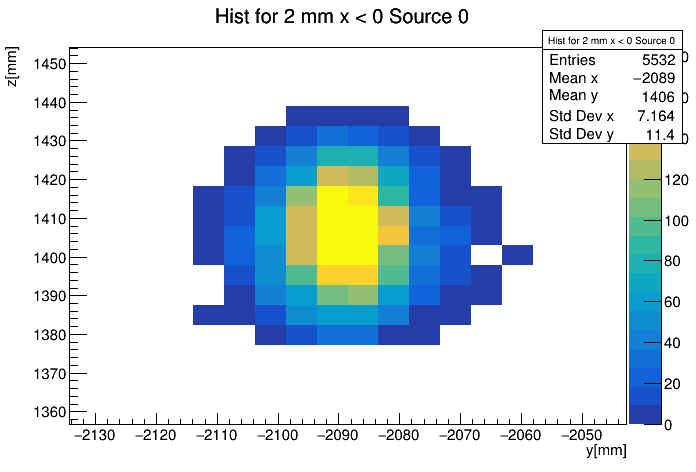 Hist for 2 mm x < 0 Source 0
z[mm]
Hist for 2 mm x < 0 Source 0
Entries 5532
Mean x −2089
Mean y 1406
Std Dev x 7.164
Std Dev y 11.4
1450
1440
1430
1420
1410
1400
1390
1380
1370
1360
120
100
80
60
40
20
0
−2130 −2120 −2110 −2100 −2090 −2080 −2070 −2060 −2050
y[mm]